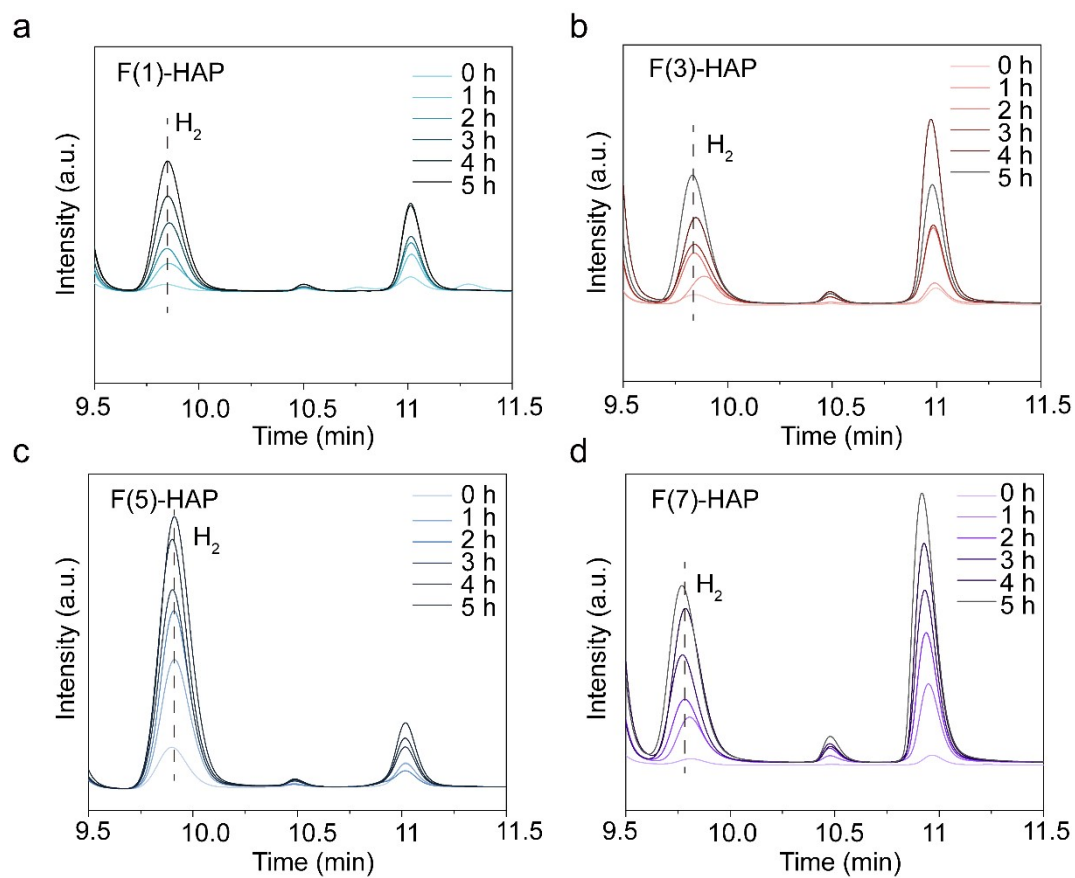 a
F(1)-HAP
H2
0 h
1 h
2 h
3 h
4 h
5 h
Intensity (a.u.)
9.5 10.0 10.5 11 11.5
Time (min)
b
F(3)-HAP
H2
0 h
1 h
2 h
3 h
4 h
5 h
Intensity (a.u.)
9.5 10.0 10.5 11 11.5
Time (min)
c
F(5)-HAP
H2
0 h
1 h
2 h
3 h
4 h
5 h
Intensity (a.u.)
9.5 10.0 10.5 11 11.5
Time (min)
d
F(7)-HAP
H2
0 h
1 h
2 h
3 h
4 h
5 h
Intensity (a.u.)
9.5 10.0 10.5 11 11.5
Time (min)